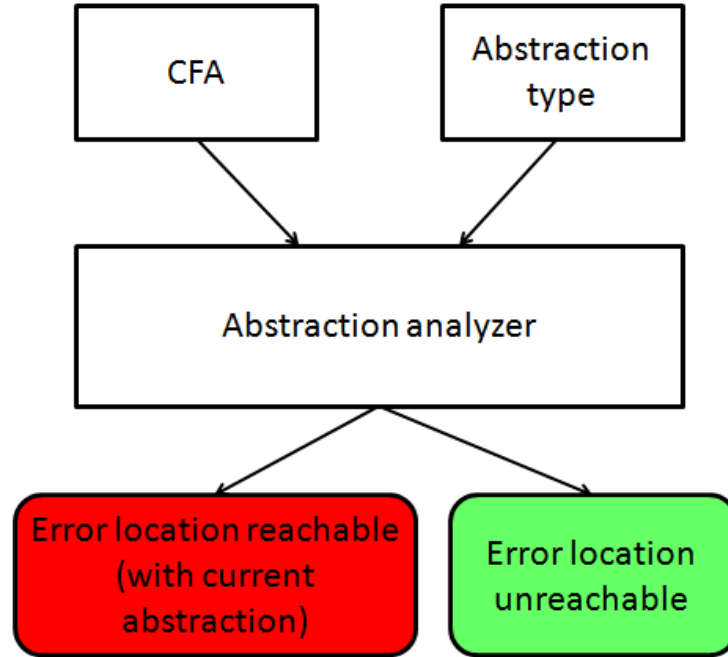 CFA
Abstraction
type
Abstraction analyzer
Error location reachable
(with current
abstraction)
Error location
unreachable